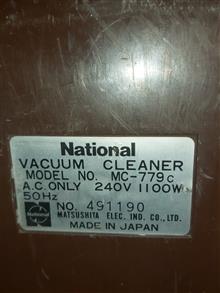 National
VACUUM CLEANER
MODEL NO. MC-779c
A.C. ONLY 240V 1100W
50Hz
National
NO. 491190
MATSUSHITA ELEC. IND. CO., LTD.
MADE IN JAPAN